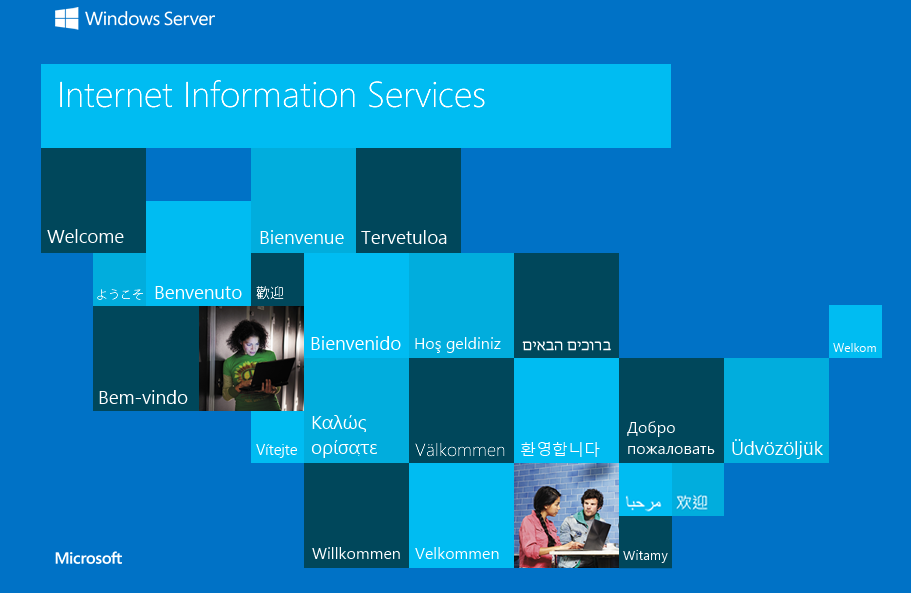 Windows Server
Internet Information Services
Welcome
Bienvenue
Tervetuloa
ようこそ
Benvenuto
歡迎
Bienvenido
Hoş geldiniz
ברוכים הבאים
Welkom
Bem-vindo
Vítejte
Καλώς
ορίσατε
Välkommen
환영합니다
Добро
пожаловать
Üdvözöljük
Willkommen
Velkommen
مرحبا
欢迎
Witamy
Microsoft